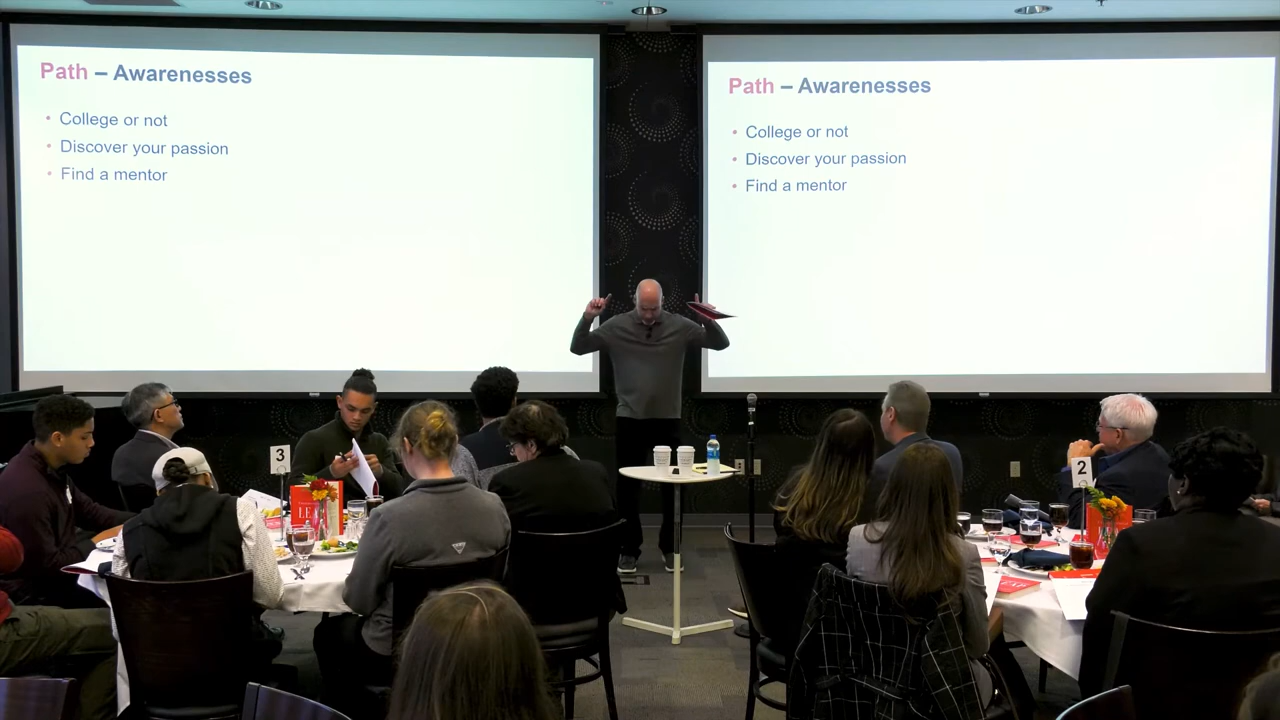 Path – Awarenesses
• College or not
• Discover your passion
• Find a mentor
Path – Awarenesses
• College or not
• Discover your passion
• Find a mentor
3
2